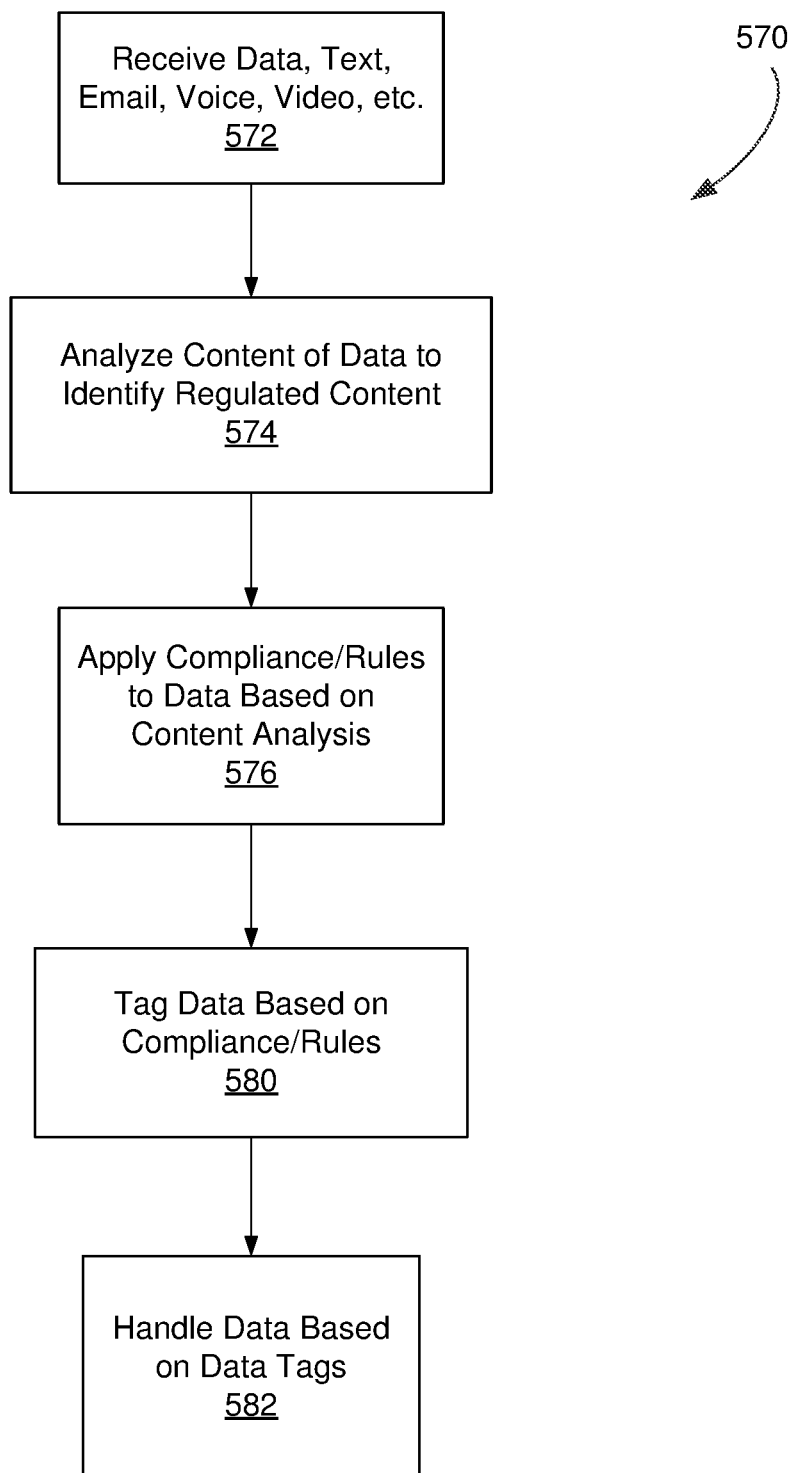 570
Receive Data, Text,
Email, Voice, Video, etc.
572
Analyze Content of Data to
Identify Regulated Content
574
Apply Compliance/Rules
to Data Based on
Content Analysis
576
Tag Data Based on
Compliance/Rules
580
Handle Data Based
on Data Tags
582